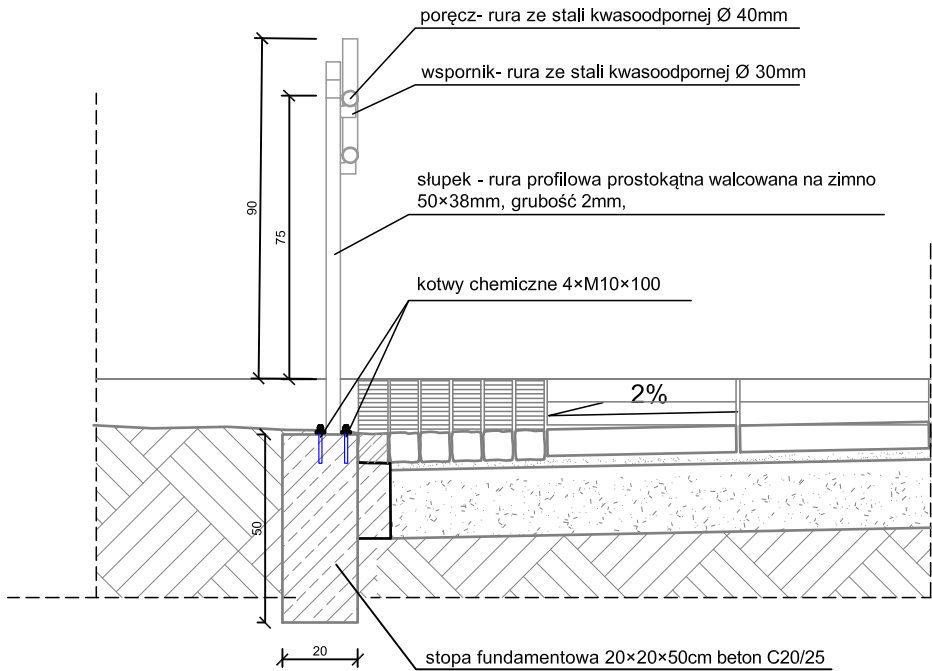 poręcz- rura ze stali kwasoodpornej Ø 40mm
wspornik- rura ze stali kwasoodpornej Ø 30mm
słupek - rura profilowa prostokątna walcowana na zimno
50×38mm, grubość 2mm,
90
75
kotwy chemiczne 4×M10×100
2%
50
20
stopa fundamentowa 20×20×50cm beton C20/25